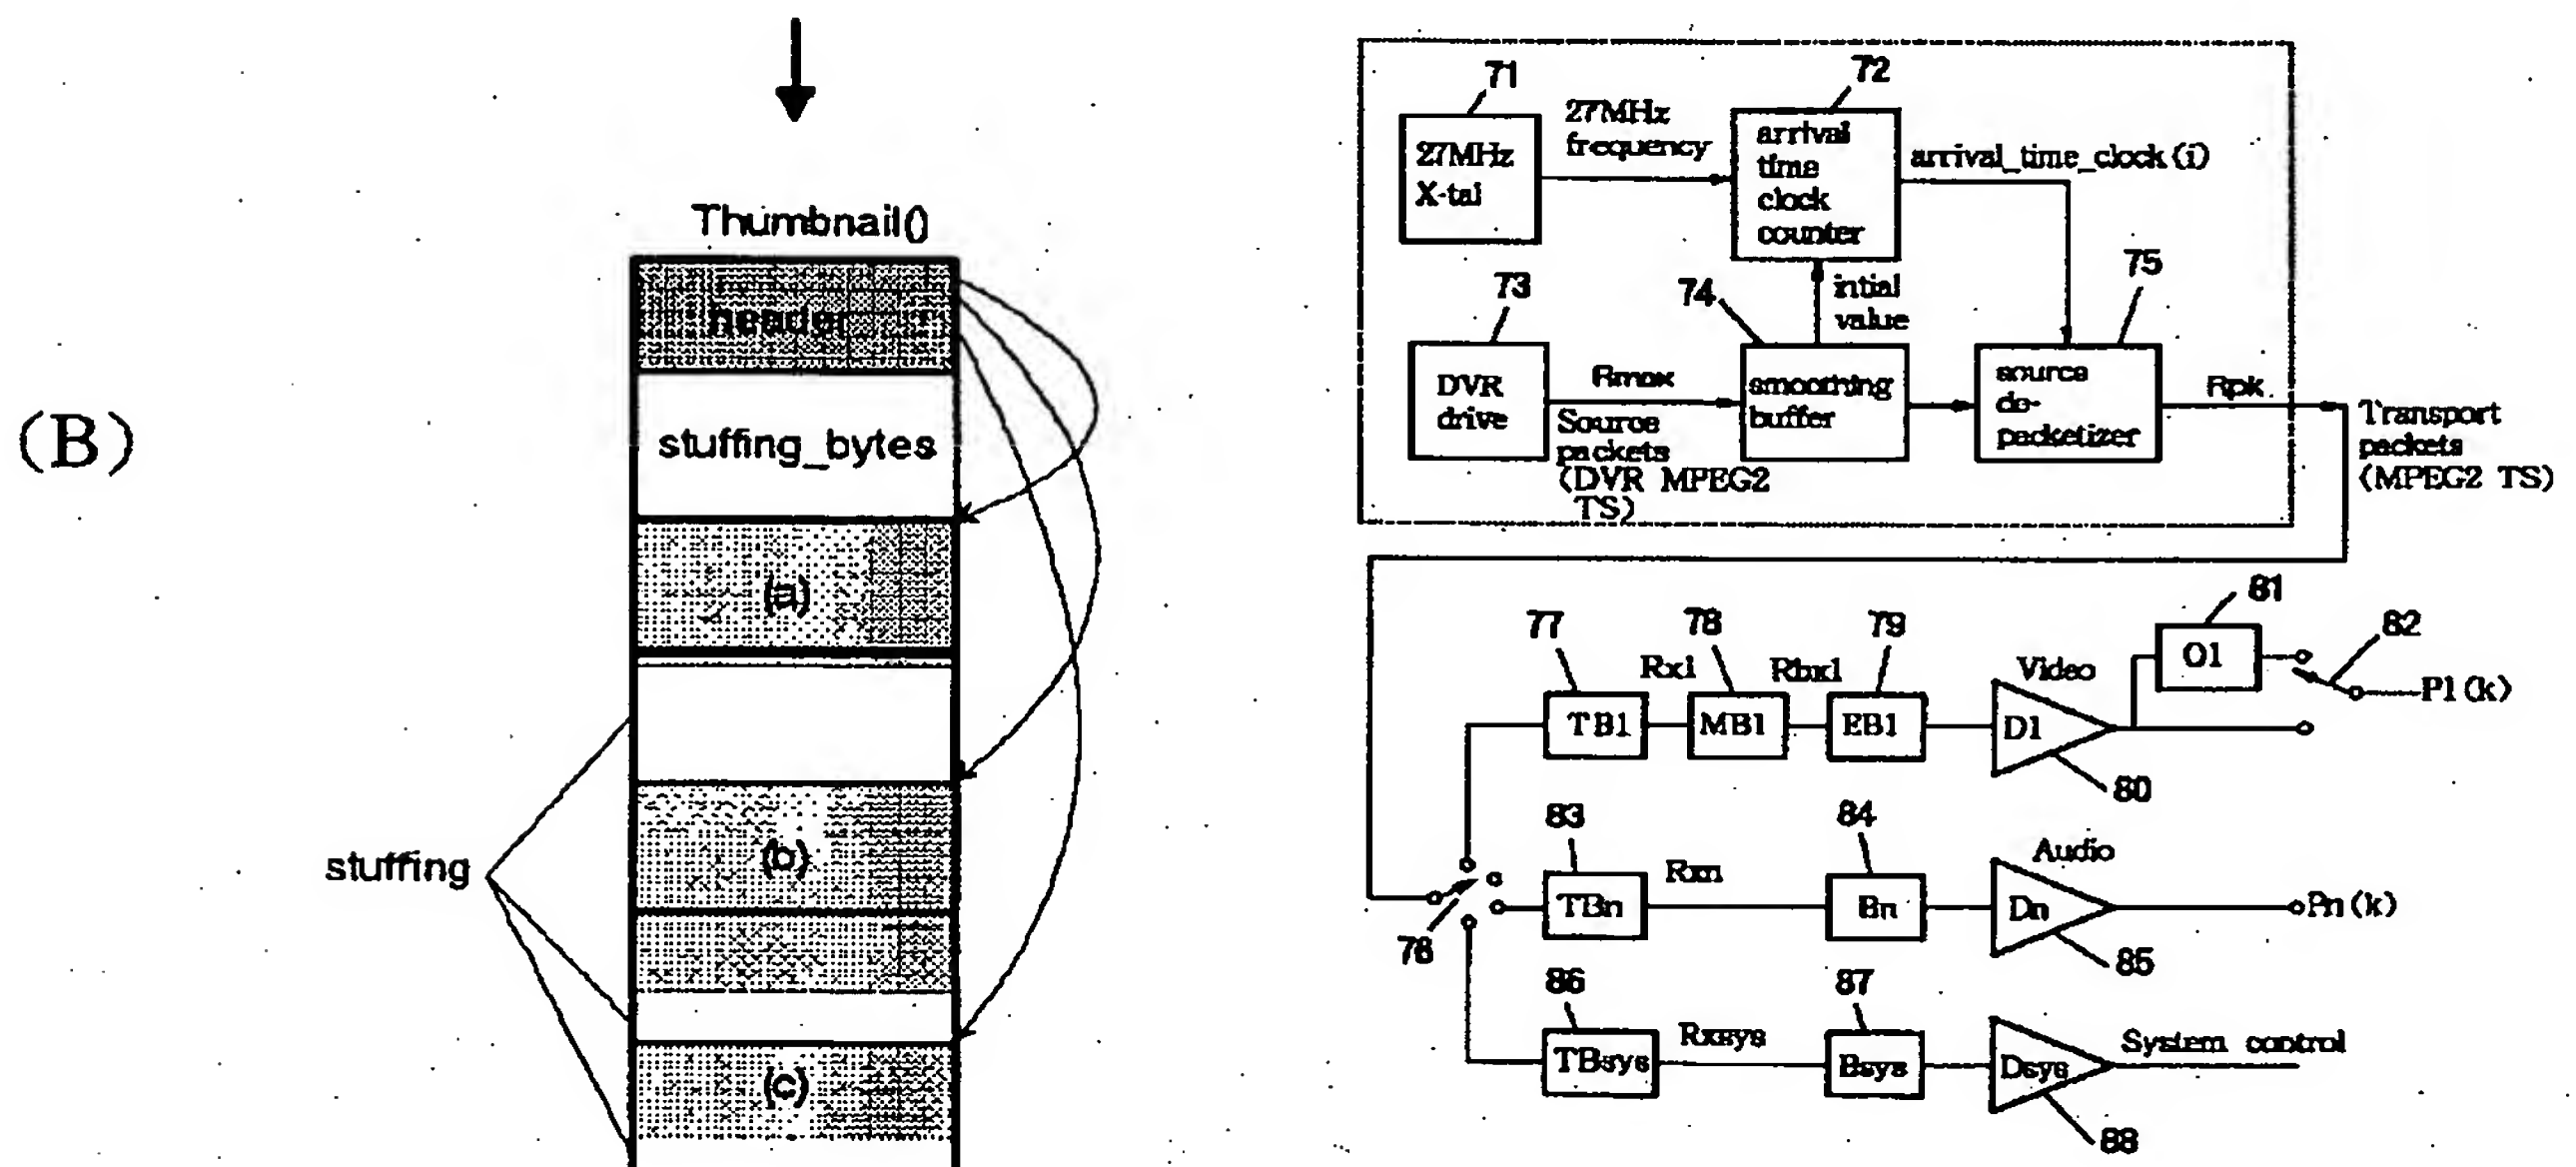 (B)
Thumbnail()
header
stuffing_bytes
(a)
(b)
(c)
stuffing
71
27MHz
X-tal
27MHz
frequency
72
arrival
time
clock
counter
arrival_time_clock(i)
73
DVR
drive
Rmax
Source
packets
(DVR MPEG2
TS)
74
smoothing
buffer
intial
value
75
source
de-
packetizer
Rpk
Transport
packets
(MPEG2 TS)
76
77
TB1
Rx1
78
MB1
Rbx1
79
EB1
Video
D1
80
81
O1
82
P1(k)
83
TBn
Rxn
84
Bn
Audio
Dn
85
Pn(k)
86
TBsys
Rxsys
87
Bsys
Dsys
88
System control